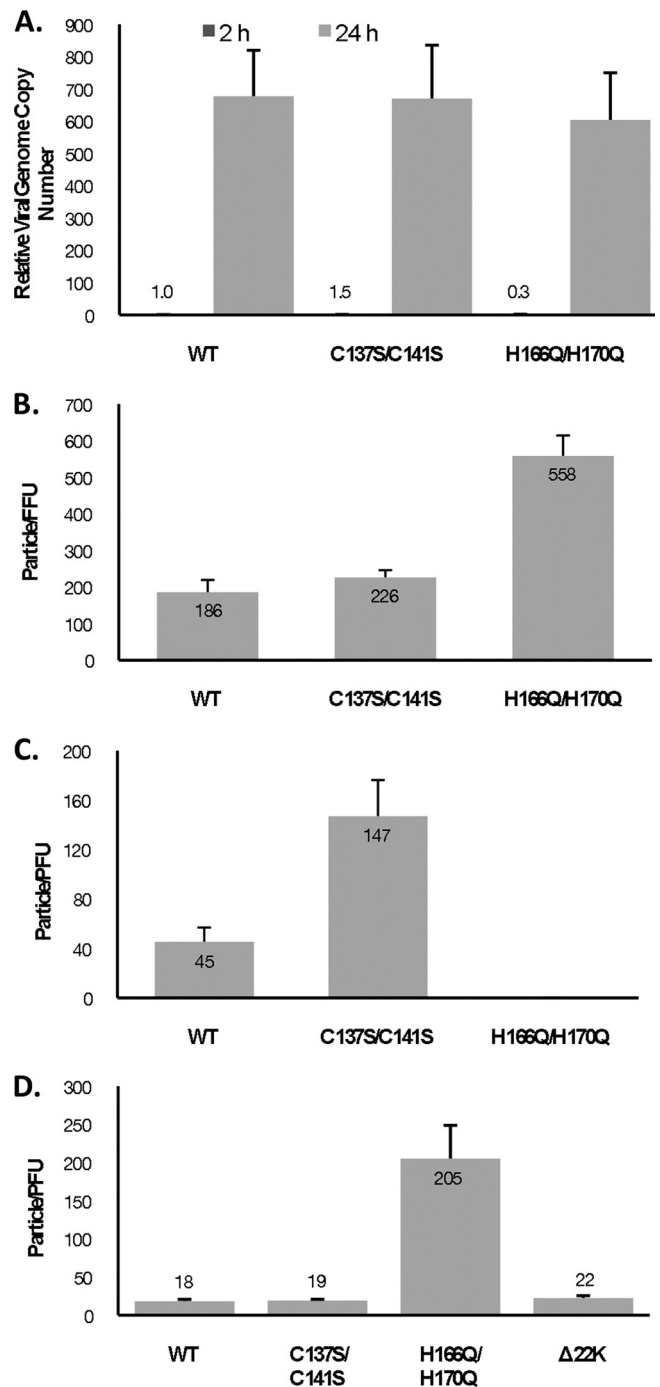 A.
2 h 24 h
900
800
700
600
500
400
300
200
100
0
Relative Viral Genome Copy
Number
1.0 1.5 0.3
WT C137S/C141S H166Q/H170Q
B.
700
600
500
400
300
200
100
0
Particle/FFU
186 226 558
WT C137S/C141S H166Q/H170Q
C.
200
160
120
80
40
0
Particle/PFU
45 147
WT C137S/C141S H166Q/H170Q
D.
300
250
200
150
100
50
0
Particle/PFU
18 19 205 22
WT C137S/ H166Q/ Δ22K
C141S H170Q